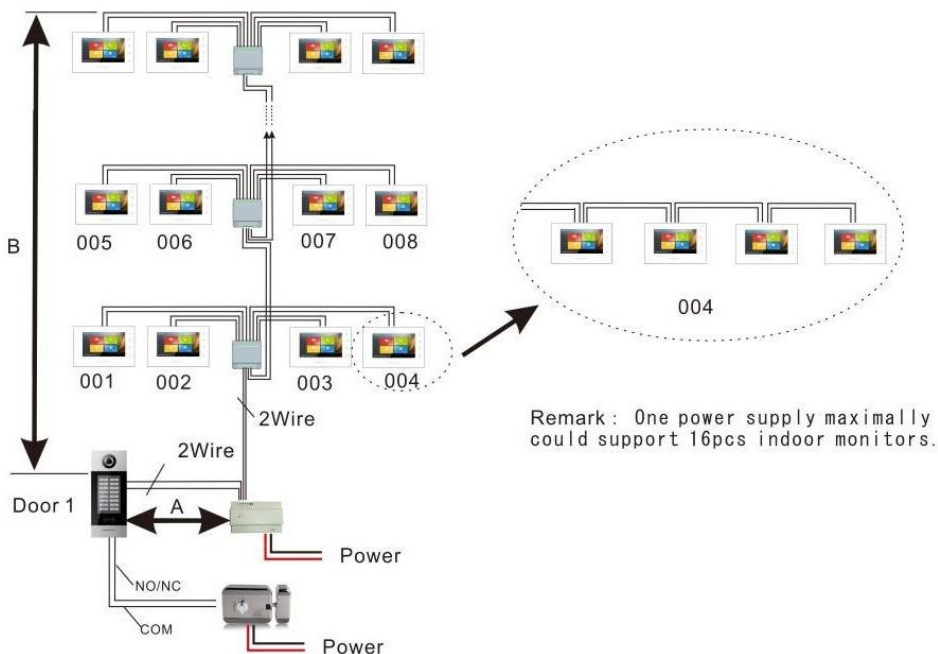 B
005
006
007
008
004
001
002
003
004
2Wire
Remark : One power supply maximally
could support 16pcs indoor monitors.
2Wire
Door 1
A
Power
NO/NC
COM
Power